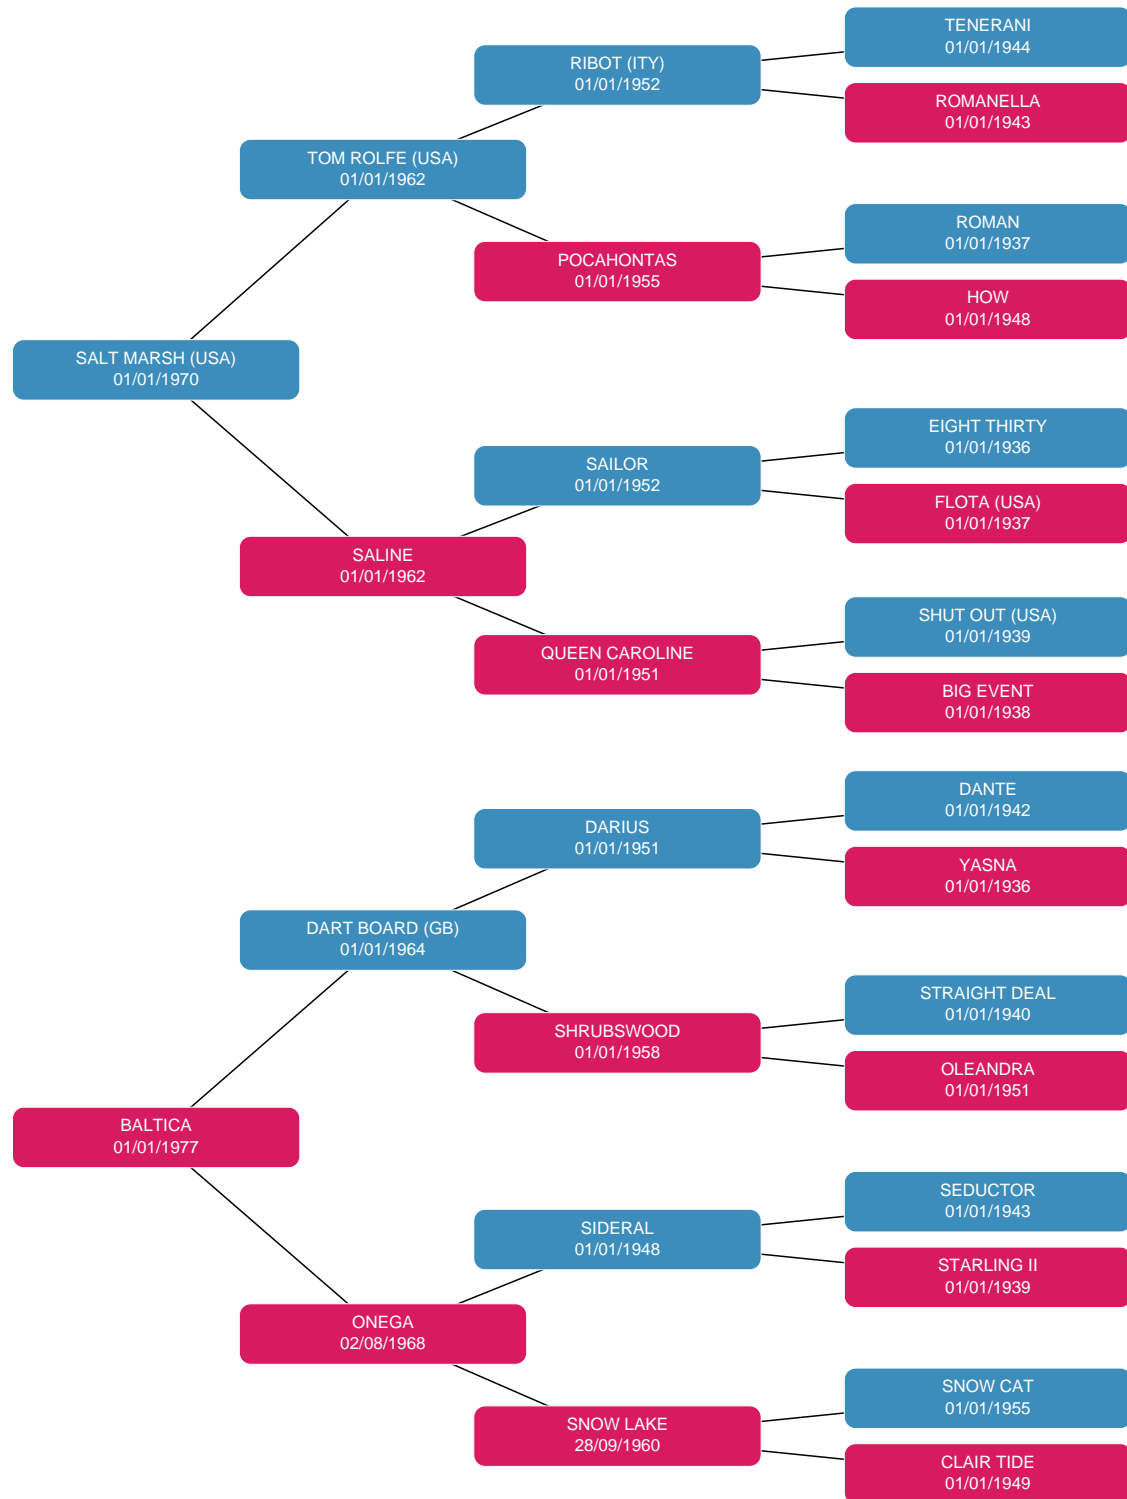 TENERANI
01/01/1944
RIBOT (ITY)
01/01/1952
ROMANELLA
01/01/1943
TOM ROLFE (USA)
01/01/1962
ROMAN
01/01/1937
POCAHONTAS
01/01/1955
HOW
01/01/1948
SALT MARSH (USA)
01/01/1970
EIGHT THIRTY
01/01/1936
SAILOR
01/01/1952
FLOTA (USA)
01/01/1937
SALINE
01/01/1962
SHUT OUT (USA)
01/01/1939
QUEEN CAROLINE
01/01/1951
BIG EVENT
01/01/1938
DANTE
01/01/1942
DARIUS
01/01/1951
YASNA
01/01/1936
DART BOARD (GB)
01/01/1964
STRAIGHT DEAL
01/01/1940
SHRUBSWOOD
01/01/1958
OLEANDRA
01/01/1951
BALTICA
01/01/1977
SEDUCTOR
01/01/1943
SIDERAL
01/01/1948
STARLING II
01/01/1939
ONEGA
02/08/1968
SNOW CAT
01/01/1955
SNOW LAKE
28/09/1960
CLAIR TIDE
01/01/1949